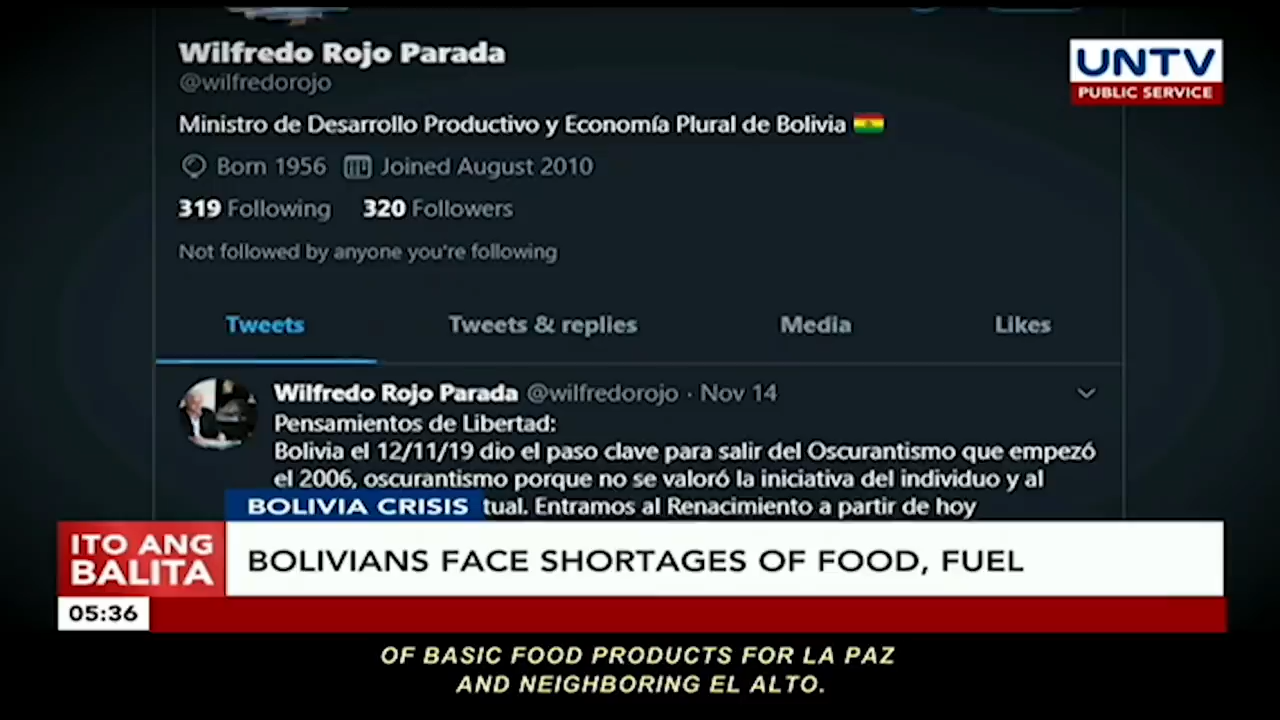 Wilfredo Rojo Parada
@wilfredorojo
Ministro de Desarrollo Productivo y Economía Plural de Bolivia
Born 1956 Joined August 2010
319 Following 320 Followers
Not followed by anyone you're following
Tweets Tweets & replies Media Likes
Wilfredo Rojo Parada @wilfredorojo · Nov 14
Pensamientos de Libertad:
Bolivia el 12/11/19 dio el paso clave para salir del Oscurantismo que empezó
el 2006, oscurantismo porque no se valoró la iniciativa del individuo y al
tual. Entramos al Renacimiento a partir de hoy
UNTV
PUBLIC SERVICE
BOLIVIA CRISIS
ITO ANG
BALITA
BOLIVIANS FACE SHORTAGES OF FOOD, FUEL
05:36
OF BASIC FOOD PRODUCTS FOR LA PAZ
AND NEIGHBORING EL ALTO.